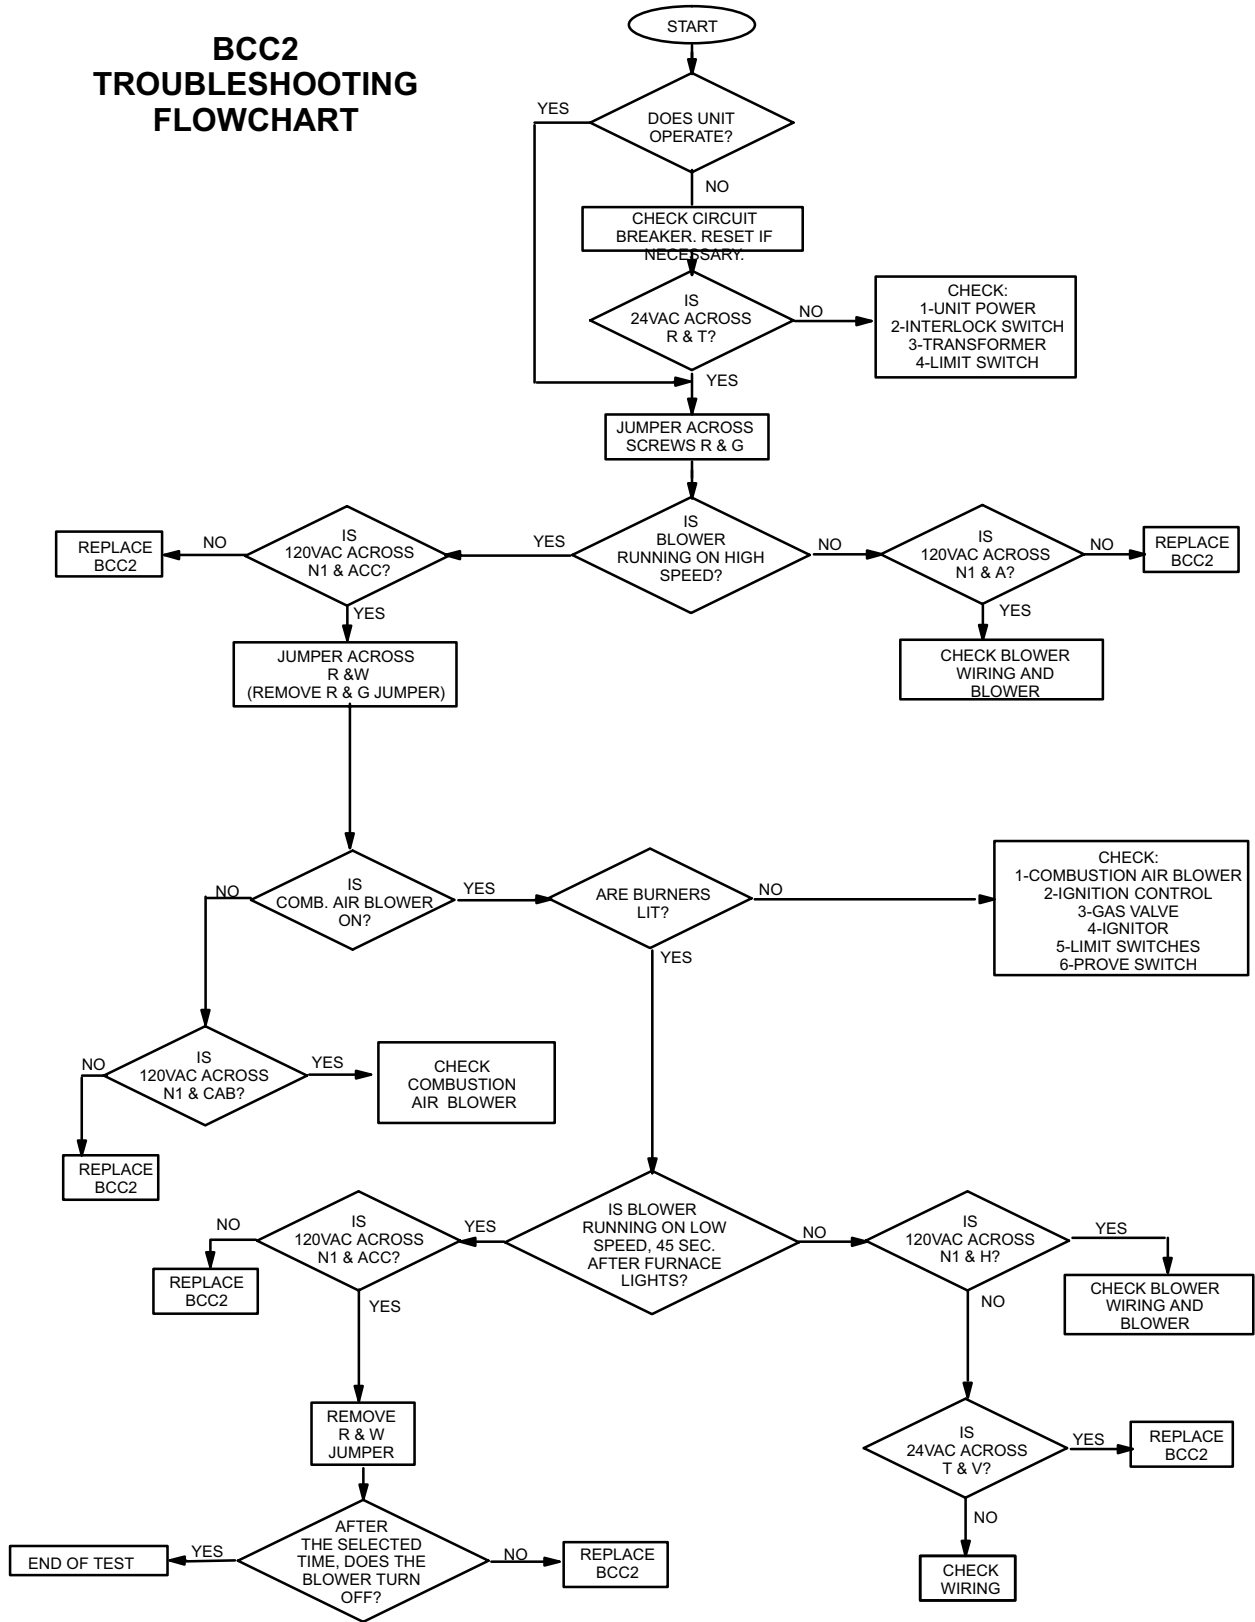 BCC2
TROUBLESHOOTING
FLOWCHART
START
DOES UNIT
OPERATE?
YES
NO
CHECK CIRCUIT
BREAKER. RESET IF
NECESSARY.
IS
24VAC ACROSS
R & T?
NO
CHECK:
1-UNIT POWER
2-INTERLOCK SWITCH
3-TRANSFORMER
4-LIMIT SWITCH
YES
JUMPER ACROSS
SCREWS R & G
IS
BLOWER
RUNNING ON HIGH
SPEED?
YES
NO
IS
120VAC ACROSS
N1 & ACC?
NO
REPLACE
BCC2
YES
IS
120VAC ACROSS
N1 & A?
NO
REPLACE
BCC2
YES
CHECK BLOWER
WIRING AND
BLOWER
JUMPER ACROSS
R &W
(REMOVE R & G JUMPER)
IS
COMB. AIR BLOWER
ON?
NO
YES
ARE BURNERS
LIT?
NO
CHECK:
1-COMBUSTION AIR BLOWER
2-IGNITION CONTROL
3-GAS VALVE
4-IGNITOR
5-LIMIT SWITCHES
6-PROVE SWITCH
YES
IS
120VAC ACROSS
N1 & CAB?
NO
YES
CHECK
COMBUSTION
AIR BLOWER
REPLACE
BCC2
IS BLOWER
RUNNING ON LOW
SPEED, 45 SEC.
AFTER FURNACE
LIGHTS?
YES
NO
IS
120VAC ACROSS
N1 & ACC?
NO
REPLACE
BCC2
YES
IS
120VAC ACROSS
N1 & H?
YES
CHECK BLOWER
WIRING AND
BLOWER
NO
REMOVE
R & W
JUMPER
IS
24VAC ACROSS
T & V?
YES
REPLACE
BCC2
NO
CHECK
WIRING
AFTER
THE SELECTED
TIME, DOES THE
BLOWER TURN
OFF?
YES
END OF TEST
NO
REPLACE
BCC2